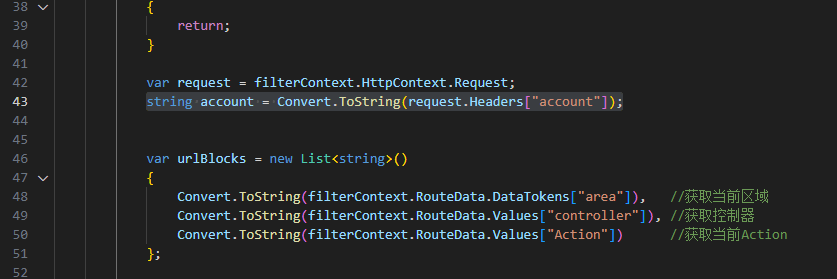 38 {
39 return;
40 }
41
42 var request = filterContext.HttpContext.Request;
43 string account = Convert.ToString(request.Headers["account"]);
44
45
46 var urlBlocks = new List<string>()
47 {
48 Convert.ToString(filterContext.RouteData.DataTokens["area"]), //获取当前区域
49 Convert.ToString(filterContext.RouteData.Values["controller"]), //获取控制器
50 Convert.ToString(filterContext.RouteData.Values["Action"]) //获取当前Action
51 };
52